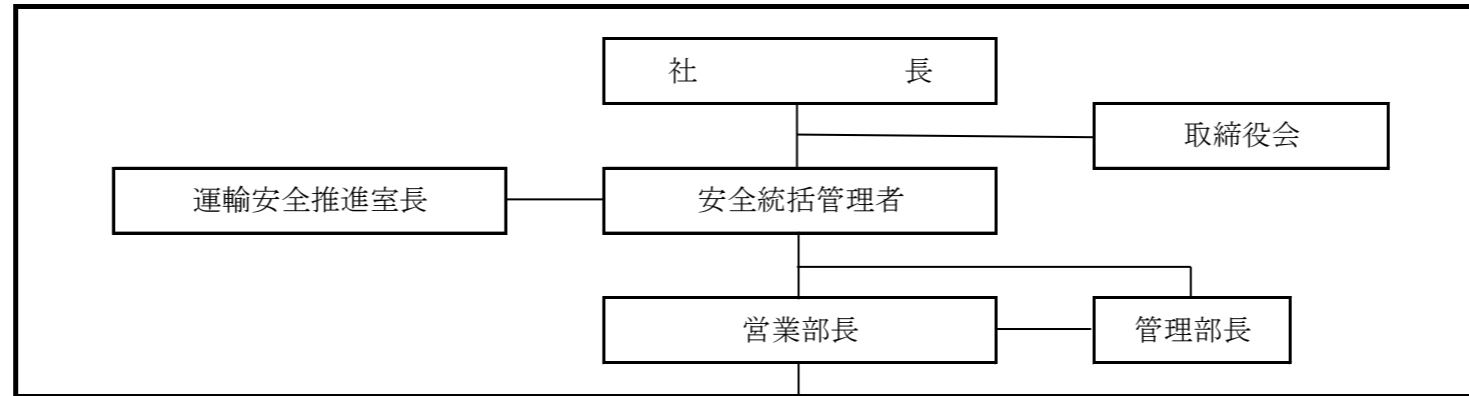 社　　　長
取締役会
運輸安全推進室長
安全統括管理者
営業部長
管理部長